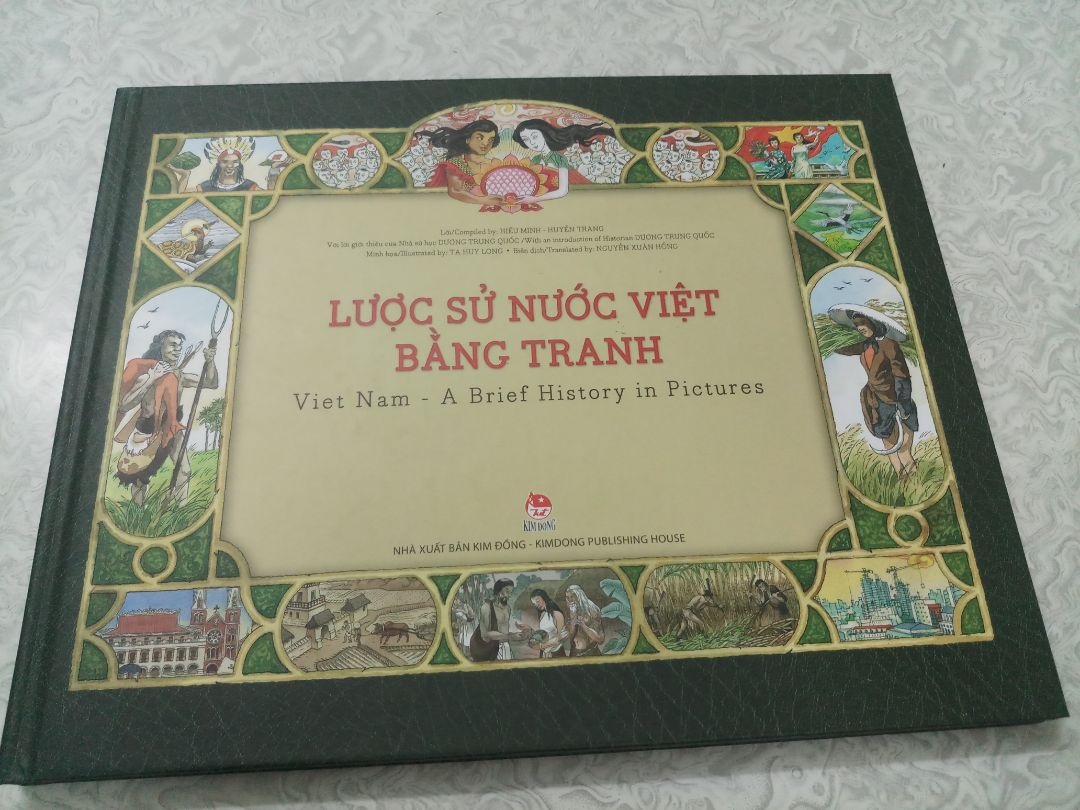 Lời/Compiled by: HIẾU MINH - HUYỀN TRANG
Với lời giới thiệu của Nhà sử học DƯƠNG TRUNG QUỐC /With an introduction of Historian DƯƠNG TRUNG QUỐC
Minh họa/Illustrated by: TẠ HUY LONG • Biên dịch/Translated by: NGUYỄN XUÂN HỒNG
LƯỢC SỬ NƯỚC VIỆT
BẰNG TRANH
Viet Nam - A Brief History in Pictures
KIM ĐỒNG
NHÀ XUẤT BẢN KIM ĐỒNG - KIMDONG PUBLISHING HOUSE